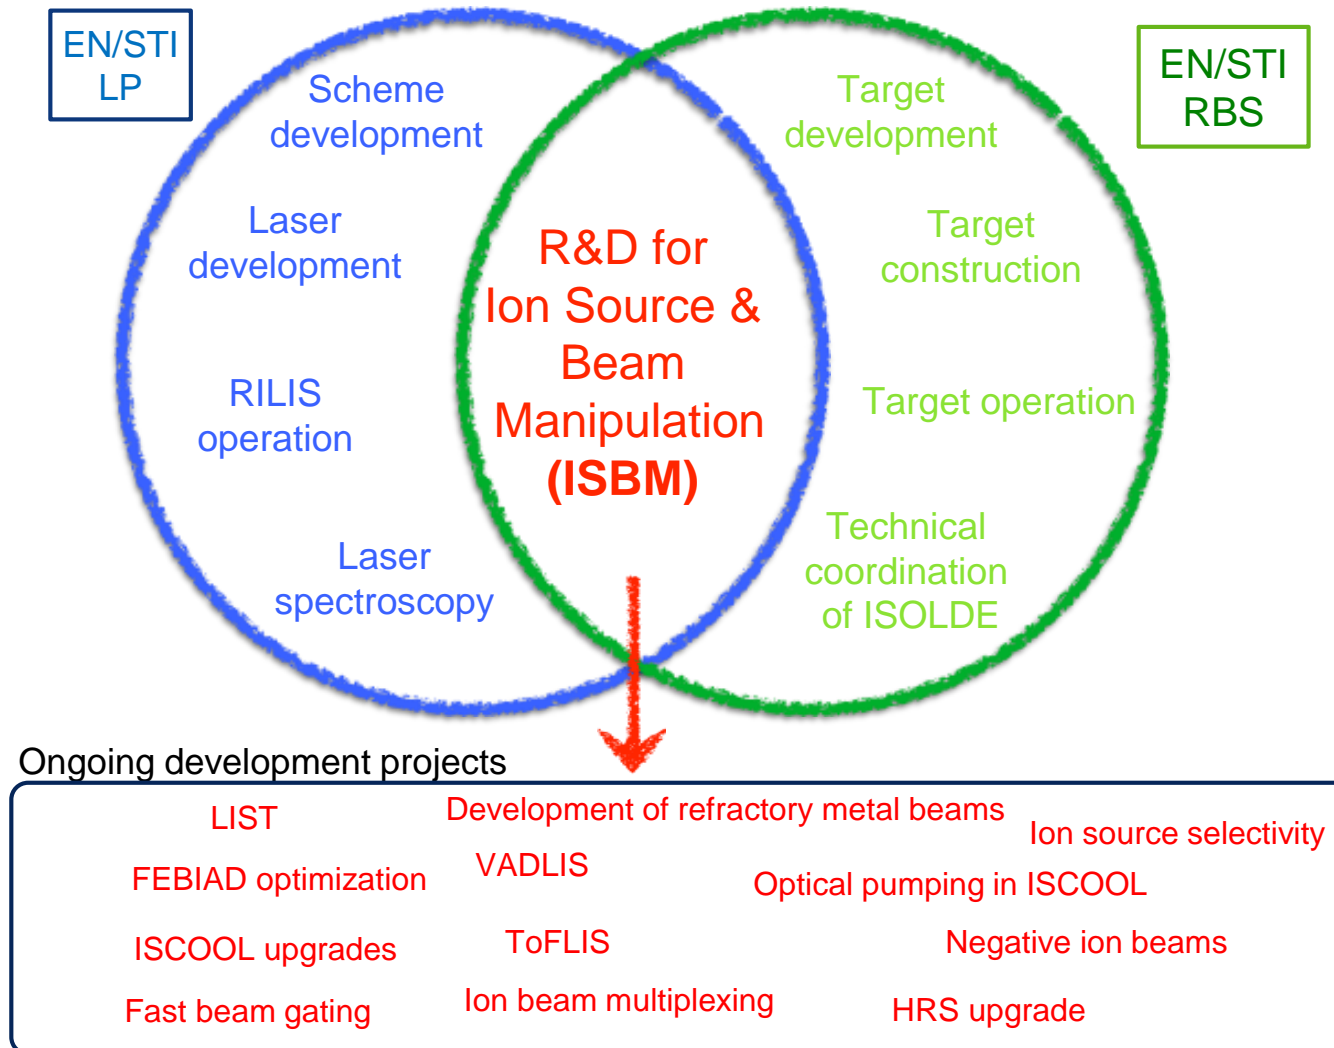 EN/STI
LP
Scheme
development
Laser
development
RILIS
operation
Laser
spectroscopy
R&D for
Ion Source &
Beam
Manipulation
(ISBM)
EN/STI
RBS
Target
development
Target
construction
Target operation
Technical
coordination
of ISOLDE
Ongoing development projects
LIST
Development of refractory metal beams
Ion source selectivity
FEBIAD optimization
VADLIS
Optical pumping in ISCOOL
ISCOOL upgrades
ToFLIS
Negative ion beams
Fast beam gating
Ion beam multiplexing
HRS upgrade